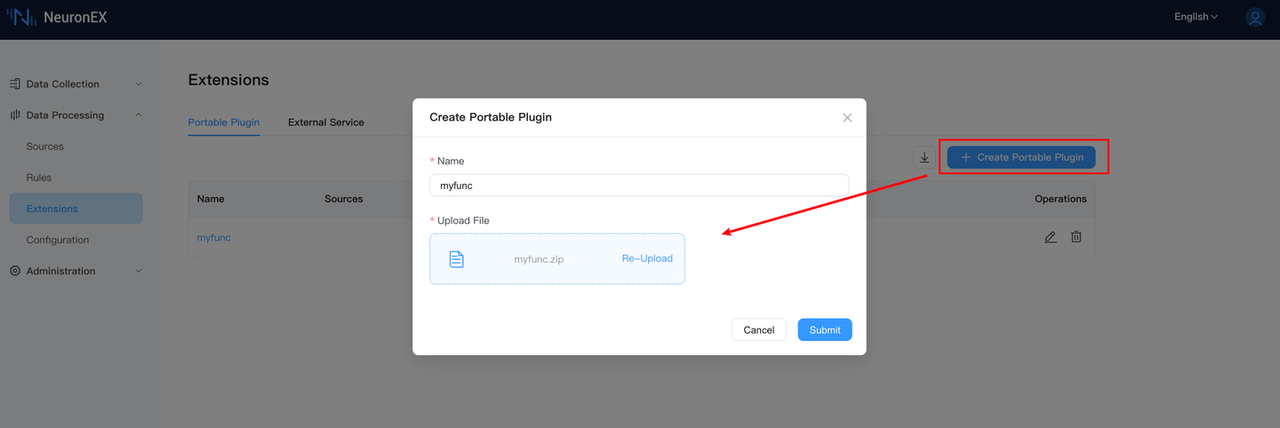 NeuronEX
English
Data Collection
Data Processing
Sources
Rules
Extensions
Configuration
Administration
Extensions
Portable Plugin
External Service
Create Portable Plugin
Name
Sources
Operations
myfunc
Create Portable Plugin
* Name
myfunc
* Upload File
myfunc.zip
Re-Upload
Cancel
Submit